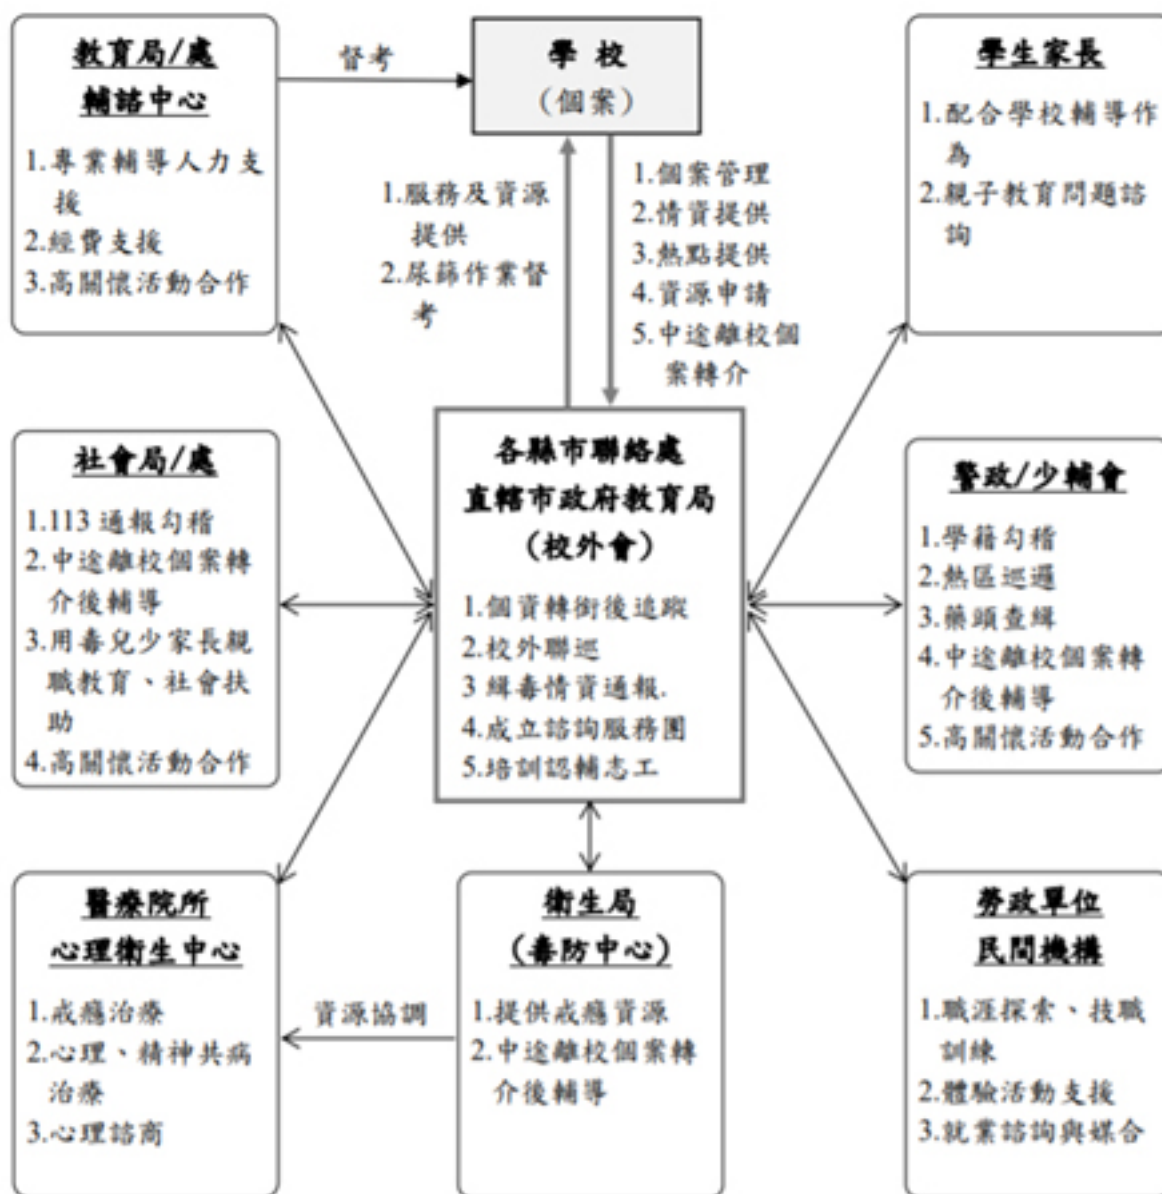 教育局/處
輔諮中心
1.專業輔導人力支
援
2.經費支援
3.高關懷活動合作
督考
學 校
（個案）
1.服務及資源
提供
2.尿篩作業督
考
1.個案管理
2.情資提供
3.熱點提供
4.資源申請
5.中途離校個
案轉介
學生家長
1.配合學校輔導作
為
2.親子教育問題諮
詢
社會局/處
1.113 通報勾稽
2.中途離校個案轉
介後輔導
3.用毒兒少家長親
職教育、社會扶
助
4.高關懷活動合作
各縣市聯絡處
直轄市政府教育局
（校外會）
1.個資轉銜後追蹤
2.校外聯巡
3 緝毒情資通報.
4.成立諮詢服務團
5.培訓認輔志工
警政/少輔會
1.學籍勾稽
2.熱區巡邏
3.藥頭查緝
4.中途離校個案轉
介後輔導
5.高關懷活動合作
醫療院所
心理衛生中心
1.戒癮治療
2.心理、精神共病
治療
3.心理諮商
資源協調
衛生局
(毒防中心)
1.提供戒癮資源
2.中途離校個案轉
介後輔導
勞政單位
民間機構
1.職涯探索、技職
訓練
2.體驗活動支援
3.就業諮詢與媒合